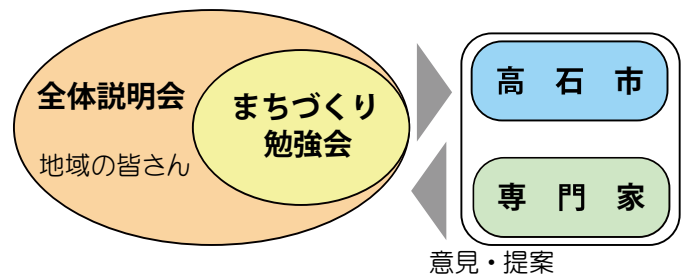 全体説明会
地域の皆さん
まちづくり
勉強会
高 石 市
専 門 家
意見・提案